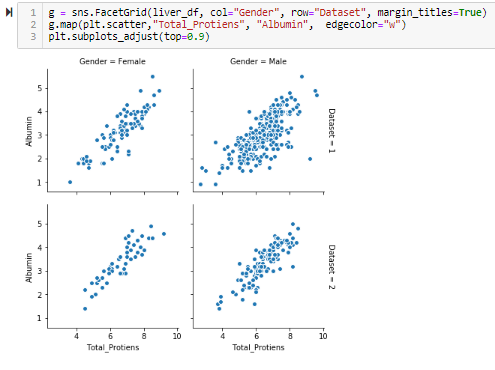 1 g = sns.FacetGrid(liver_df, col="Gender", row="Dataset", margin_titles=True)
2 g.map(plt.scatter,"Total_Protiens", "Albumin",  edgecolor="w")
3 plt.subplots_adjust(top=0.9)
Gender = Female Gender = Male
5
4
3
2
1
Albumin
Dataset = 1
5
4
3
2
1
Albumin
Dataset = 2
4 6 8 10 4 6 8 10
Total_Protiens Total_Protiens